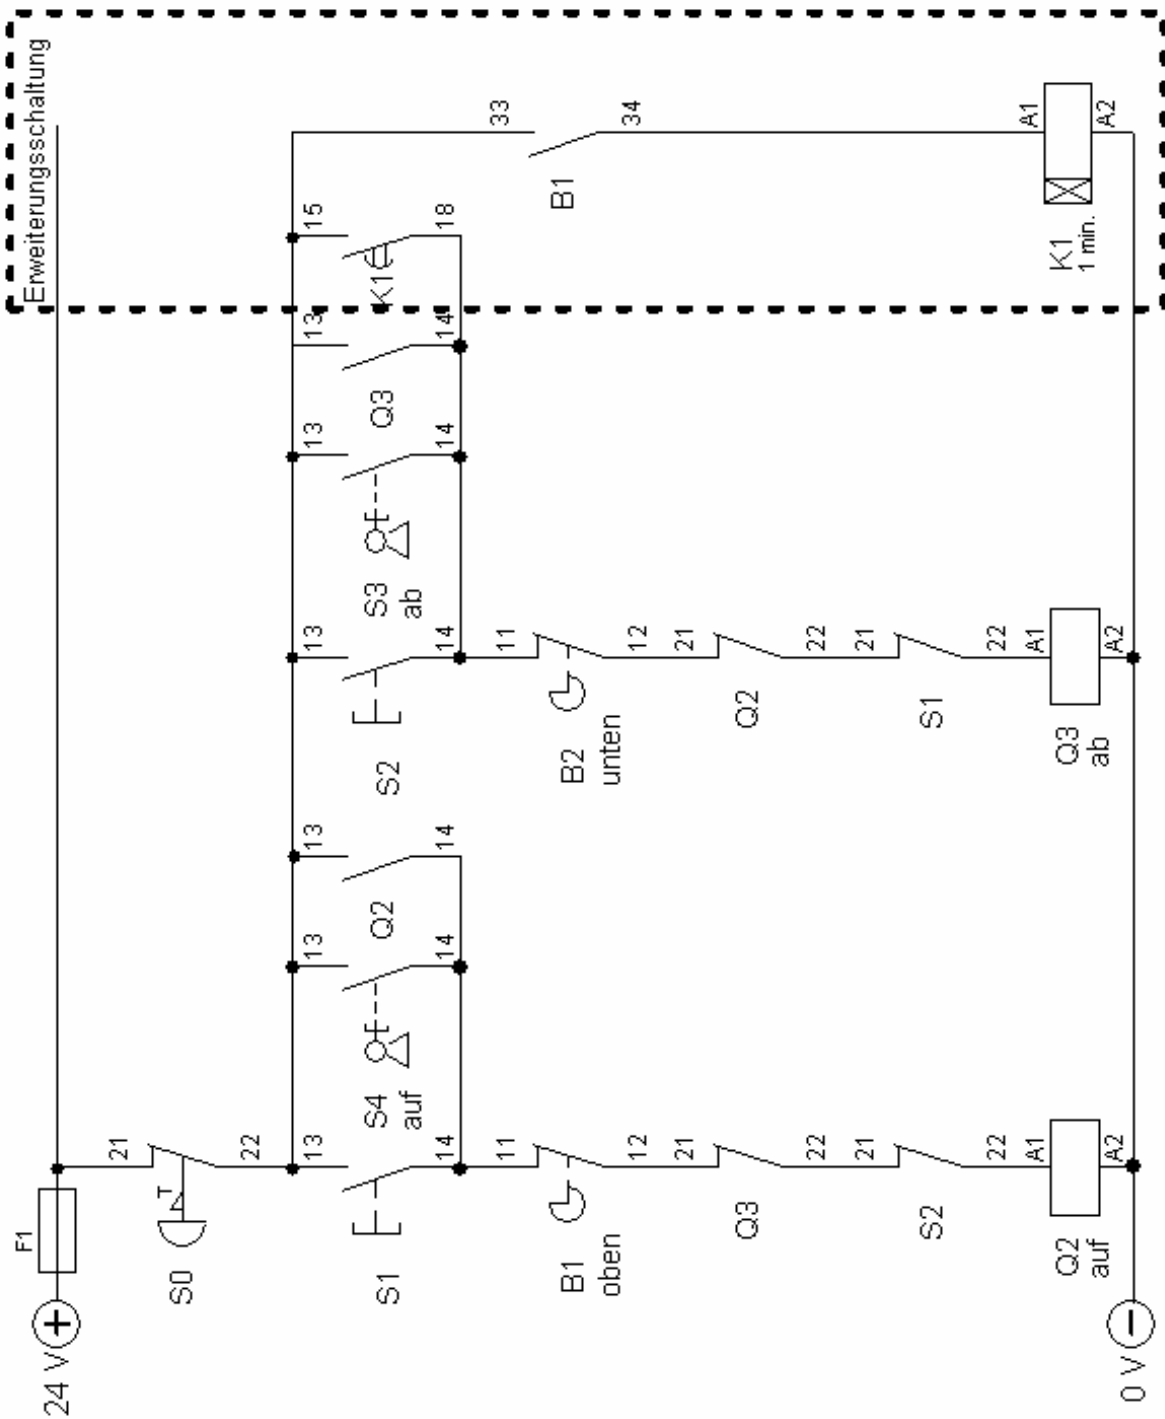 Erweiterungsschaltung
24 V
F1
21
22
S0
13
14
S1
13
14
S4
auf
13
14
Q2
13
14
S2
13
14
S3
ab
13
14
Q3
15
18
K1
33
34
B1
11
12
B1
oben
21
22
Q3
21
22
S2
A1
A2
Q2
auf
11
12
B2
unten
21
22
Q2
21
22
S1
A1
A2
Q3
ab
A1
A2
K1
1 min.
0 V